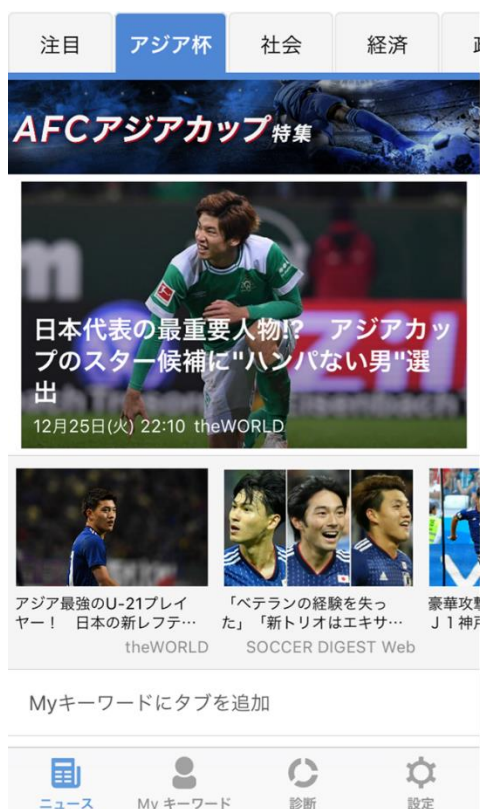 注目
アジア杯
社会
経済
AFCアジアカップ特集
日本代表の最重要人物!?　アジアカッ
プのスター候補に"ハンパない男"選
出
12月25日(火) 22:10 theWORLD
アジア最強のU-21プレイ
ヤー！　日本の新レフテ…
theWORLD
「ベテランの経験を失っ
た」「新トリオはエキサ…
SOCCER DIGEST Web
豪華攻撃
Ｊ１神戸
Myキーワードにタブを追加
ニュース
My キーワード
診断
設定